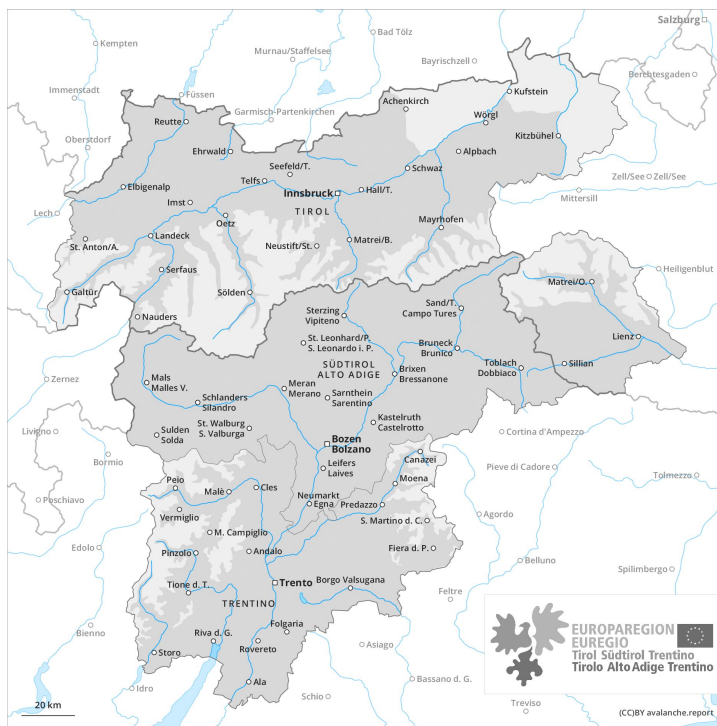 Salzburg
Bad Tölz
Kempten
Murnau/Staffelsee
Bayrischzell
Berchtesgaden
Immenstadt
Füssen
Kufstein
Achenkirch
Garmisch-Partenkirchen
Wörgl
Reutte
Kitzbühel
Oberstdorf
Ehrwald
Alpbach
Seefeld/T.
Schwaz
Telfs
Zell/See
Zell/See
Elbigenalp
Innsbruck
Hall/T.
Mittersill
Imst
TIROL
Lech
Oetz
Mayrhofen
Landeck
St. Anton/A.
Neustift/St.
Matrei/B.
Serfaus
Heiligenblut
Matrei/O.
Galtür
Sölden
Sand/T.
Campo Tures
Nauders
Sterzing
Vipiteno
Lienz
St. Leonhard/P.
S. Leonardo i. P.
Bruneck
Brunico
Sillian
Toblach
Dobbiaco
SÜDTIROL
ALTO ADIGE
Brixen
Bressanone
Zernez
Mals
Malles V.
Meran
Merano
Sarnthein
Sarentino
Schlanders
Silandro
Kastelruth
Castelrotto
St. Walburg
S. Valburga
Livigno
Sulden
Solda
Cortina d'Ampezzo
Bozen
Bolzano
Canazei
Bormio
Leifers
Laives
Pieve di Cadore
Tolmezzo
Peio
Moena
Malè
Cles
Neumarkt
Egna
Predazzo
Poschiavo
Vermiglio
Agordo
S. Martino d. C.
M. Campiglio
Edolo
Pinzolo
Andalo
Fiera d. P.
Belluno
Spilimbergo
Tione d. T.
Trento
Borgo Valsugana
Feltre
TRENTINO
Folgaria
Bienno
Riva d. G.
Rovereto
Asiago
Storo
Bassano d. G.
Idro
Ala
Schio
Treviso
EUROPAREGION
EUREGIO
Tirol Südtirol Trentino
Tirolo Alto Adige Trentino
20 km
(CC)BY avalanche.report